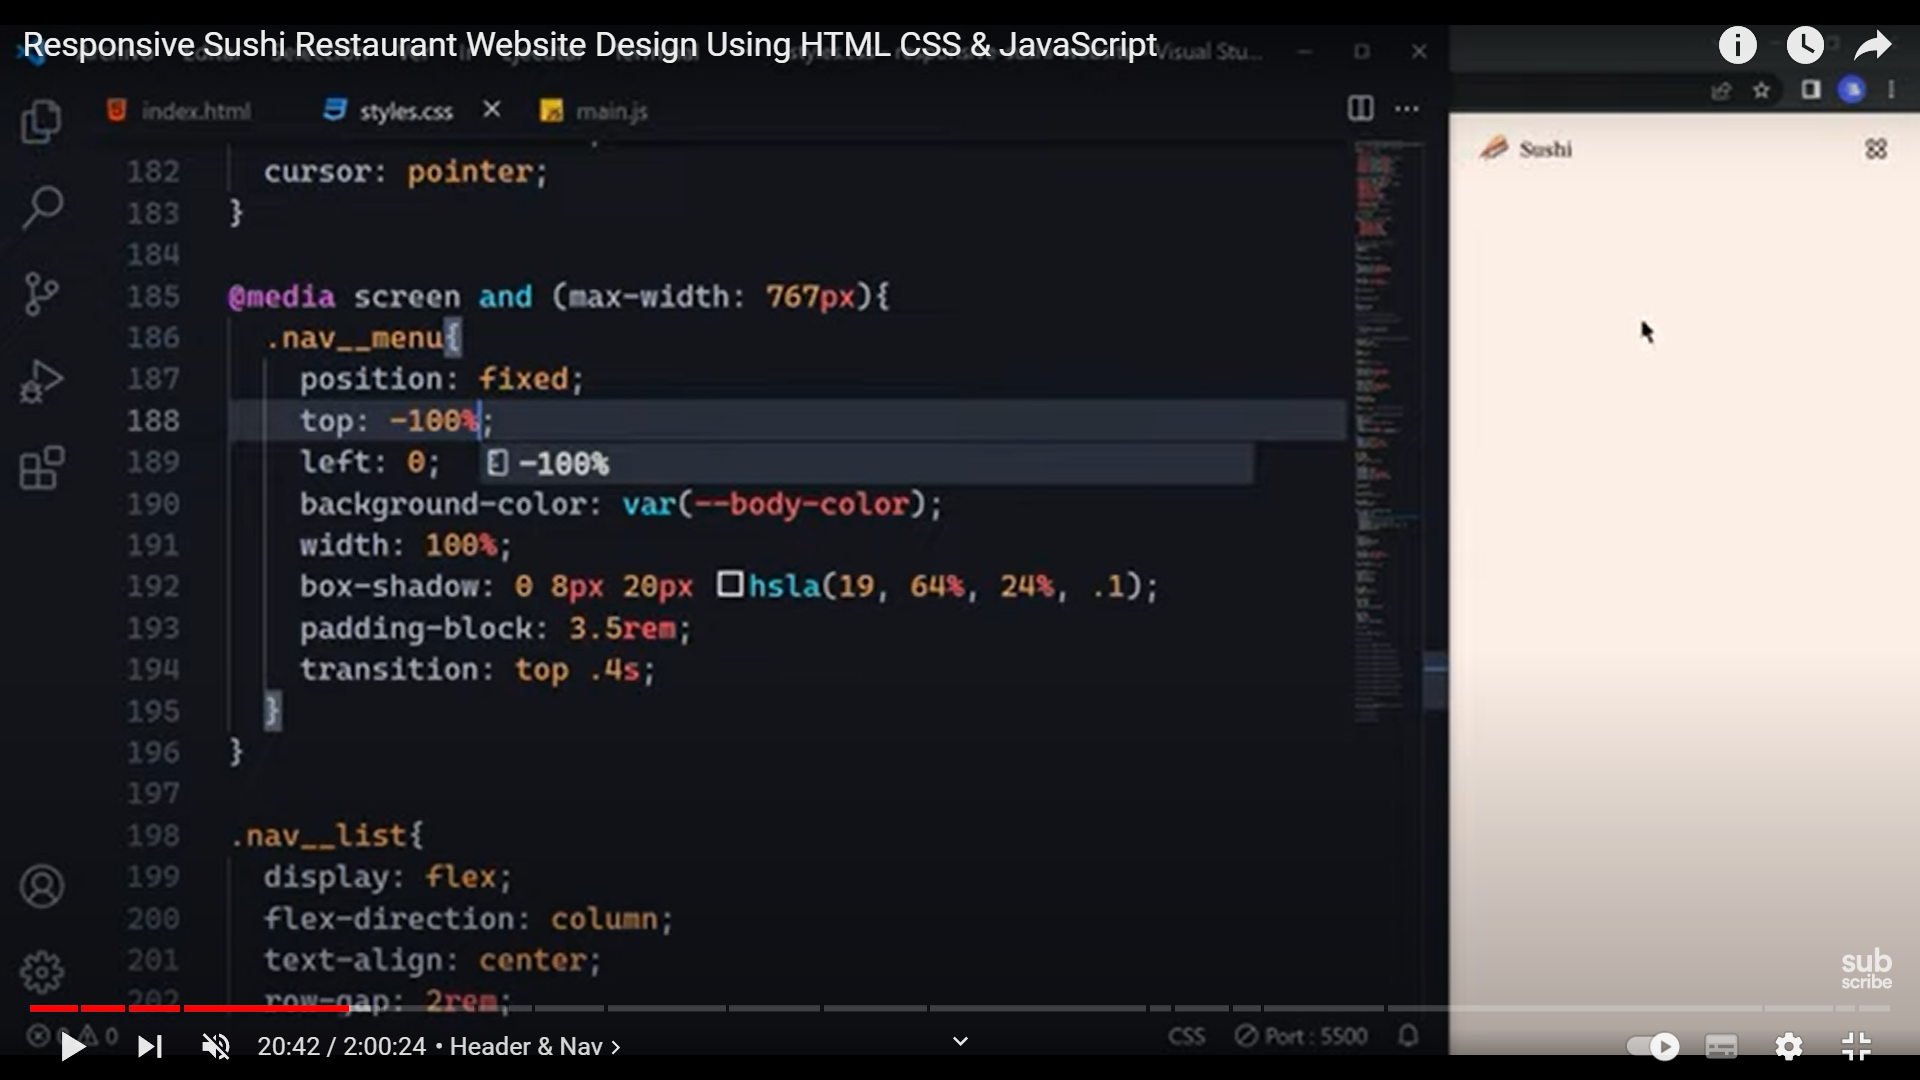 Responsive Sushi Restaurant Website Design Using HTML CSS & JavaScript
Visual Stu...
index.html
styles.css
main.js
Sushi
182 cursor: pointer;
183 }
184
185 @media screen and (max-width: 767px){
186 .nav__menu{
187 position: fixed;
188 top: -100%;
189 left: 0;
-100%
190 background-color: var(--body-color);
191 width: 100%;
192 box-shadow: 0 8px 20px hsla(19, 64%, 24%, .1);
193 padding-block: 3.5rem;
194 transition: top .4s;
195 }
196 }
197
198 .nav__list{
199 display: flex;
200 flex-direction: column;
201 text-align: center;
202 row-gap: 2rem;
sub
scribe
0
20:42 / 2:00:24 • Header & Nav
CSS
Port : 5500